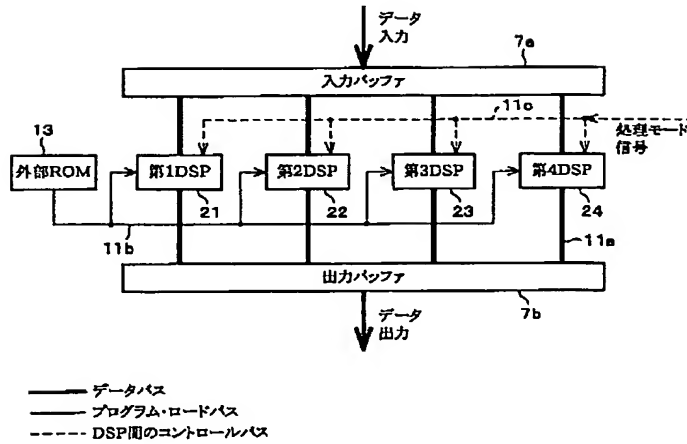 データ
入力
7a
入力バッファ
11c
処理モード
信号
13
外部ROM
第1DSP
第2DSP
第3DSP
第4DSP
21
22
23
24
11b
11a
出力バッファ
7b
データ
出力
データバス
プログラム・ロードバス
DSP間のコントロールバス